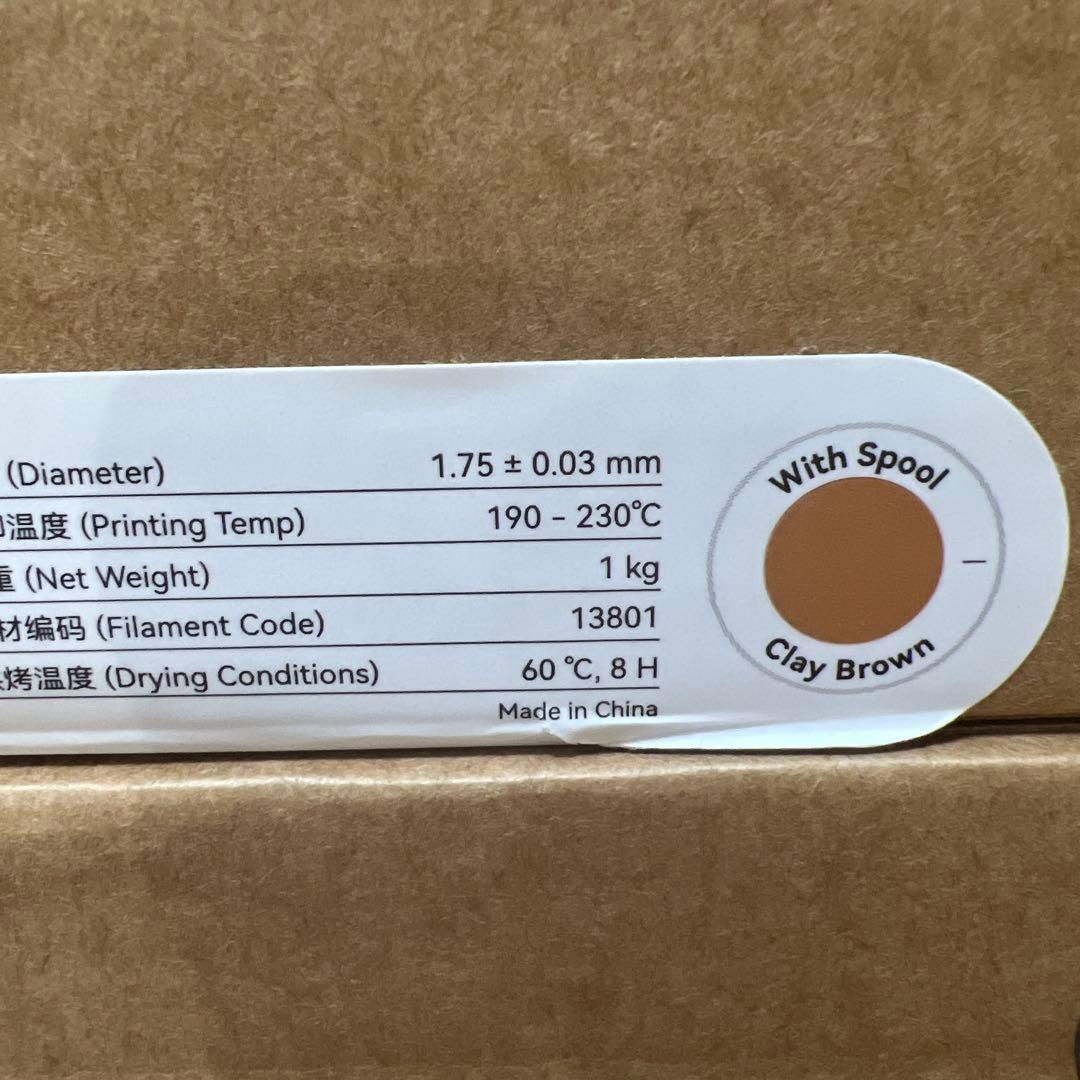 (Diameter) 1.75 ± 0.03 mm
温度 (Printing Temp) 190 – 230℃
重 (Net Weight) 1 kg
材编码 (Filament Code) 13801
烤温度 (Drying Conditions) 60 ℃, 8 H
Made in China
With Spool
Clay Brown